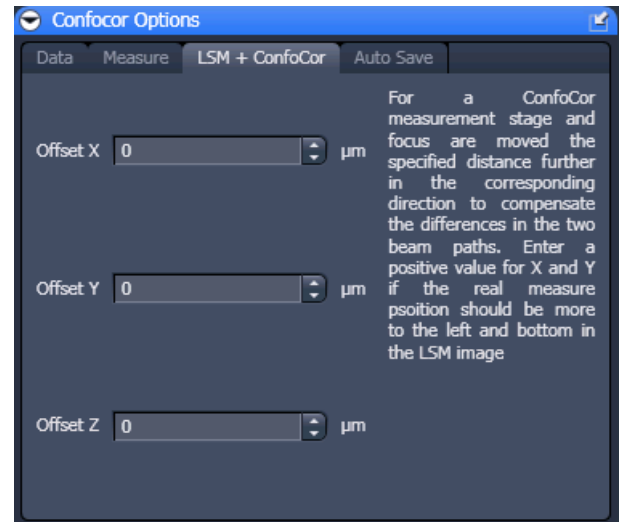 Confocor Options
Data Measure LSM + ConfoCor Auto Save
For a ConfoCor
measurement stage and
focus are moved the
specified distance further
in the corresponding
direction to compensate
the differences in the two
beam paths. Enter a
positive value for X and Y
if the real measure
psoition should be more
to the left and bottom in
the LSM image
Offset X 0 µm
Offset Y 0 µm
Offset Z 0 µm